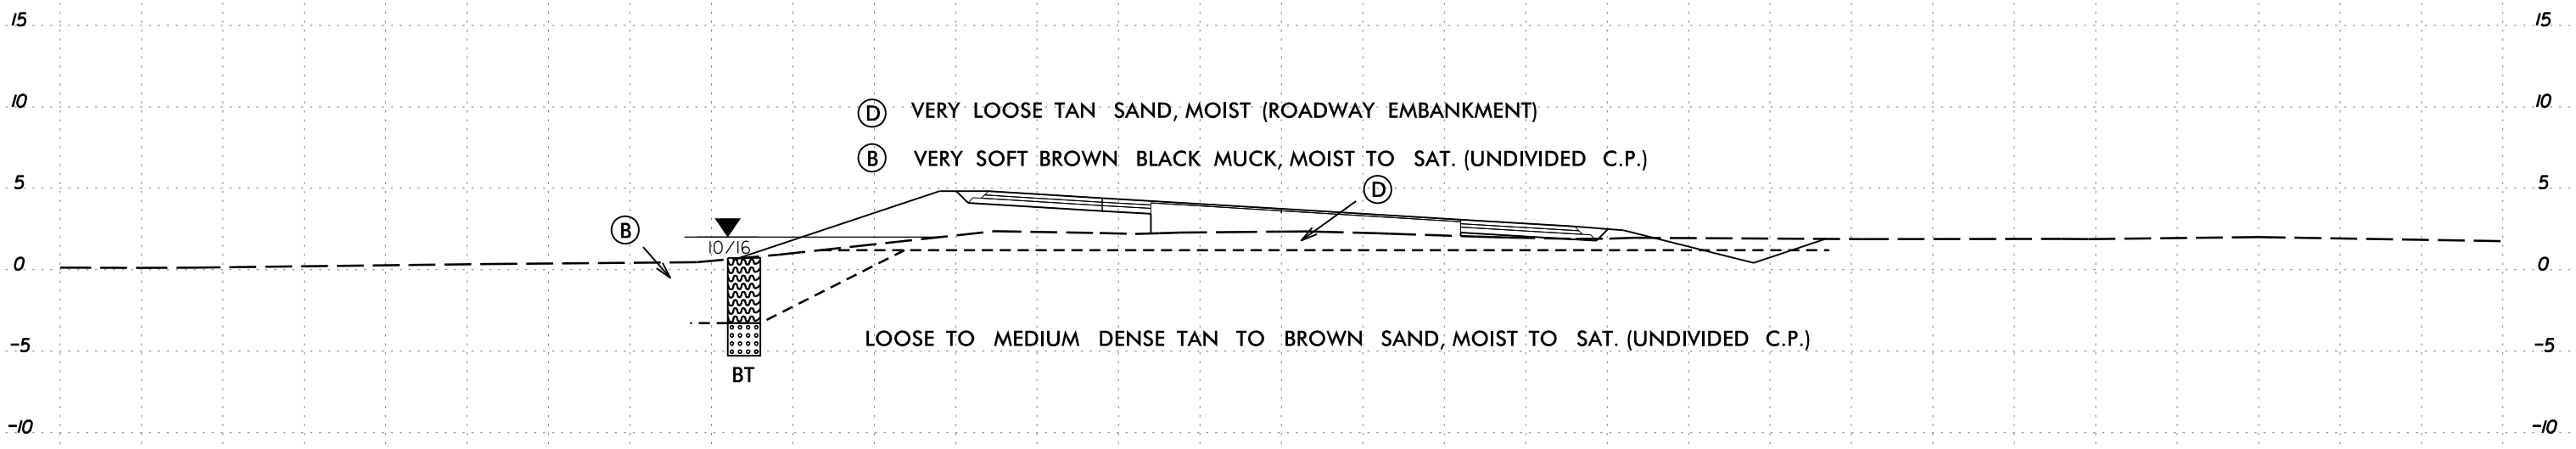 15 15
10 10
D VERY LOOSE TAN SAND, MOIST (ROADWAY EMBANKMENT)
B VERY SOFT BROWN BLACK MUCK, MOIST TO SAT. (UNDIVIDED C.P.)
5 D 5
B
10/16
0 0
LOOSE TO MEDIUM DENSE TAN TO BROWN SAND, MOIST TO SAT. (UNDIVIDED C.P.)
-5 -5
BT
-10 -10